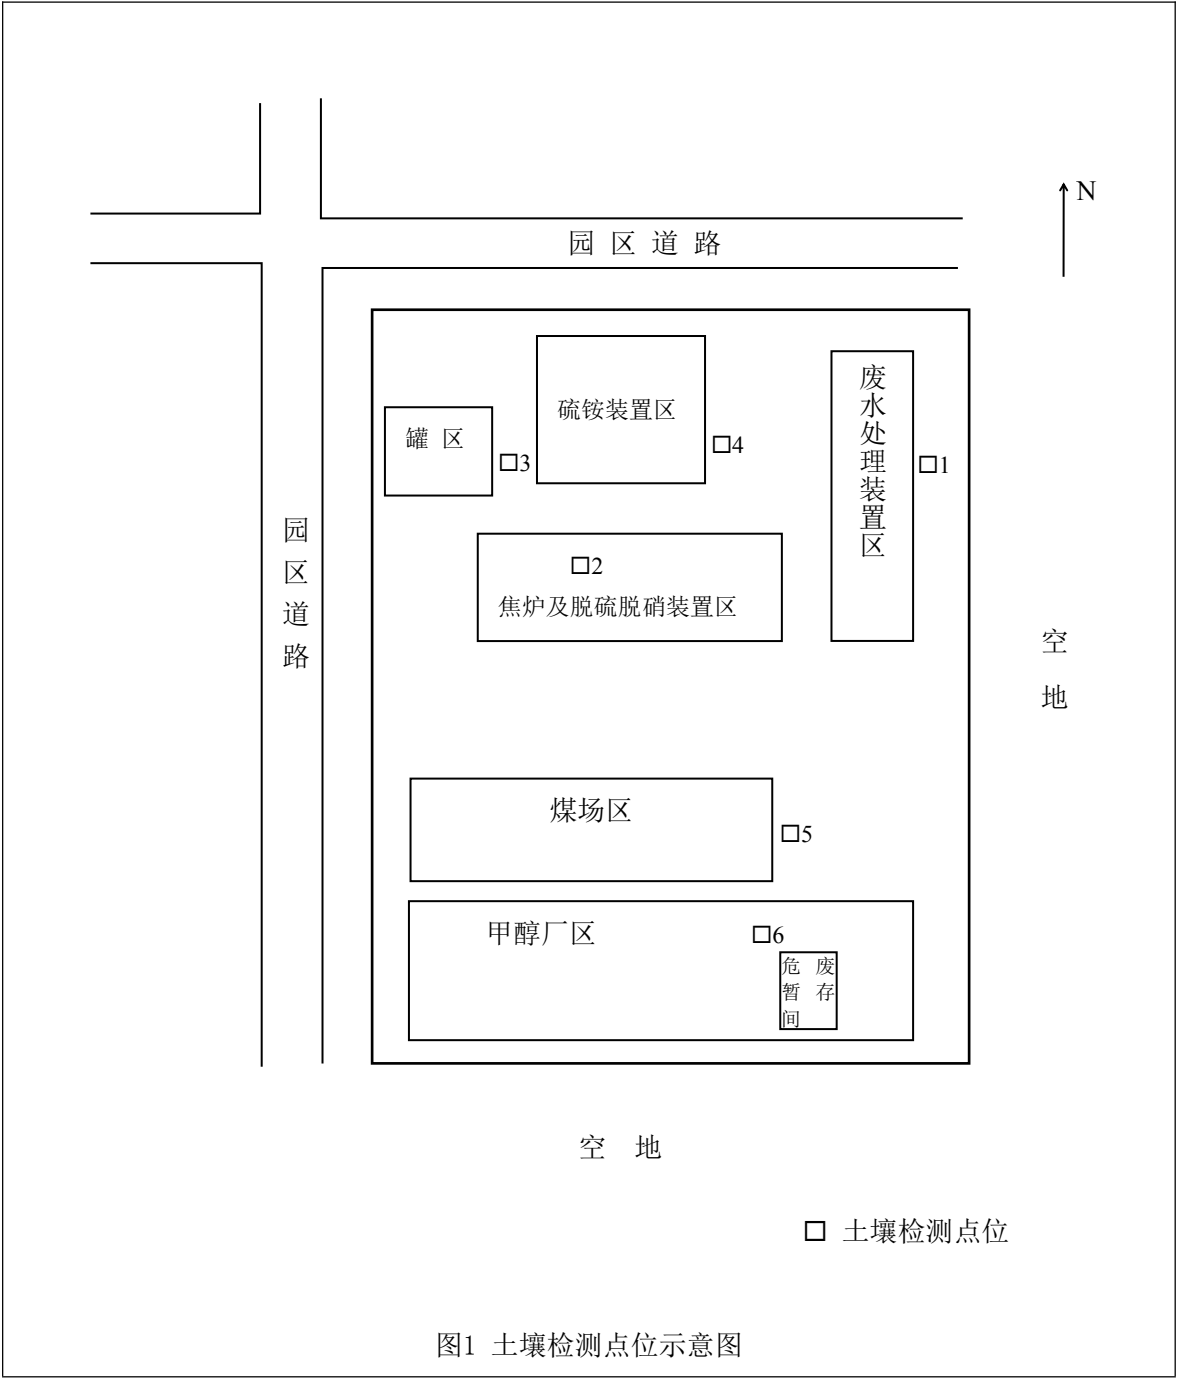 N
园区道路
硫铵装置区
罐 区
□3
□4
废水处理装置区
□1
园区道路
□2
焦炉及脱硫脱硝装置区
空地
煤场区
□5
甲醇厂区
□6
危 废
暂 存
间
空 地
□ 土壤检测点位
图1 土壤检测点位示意图